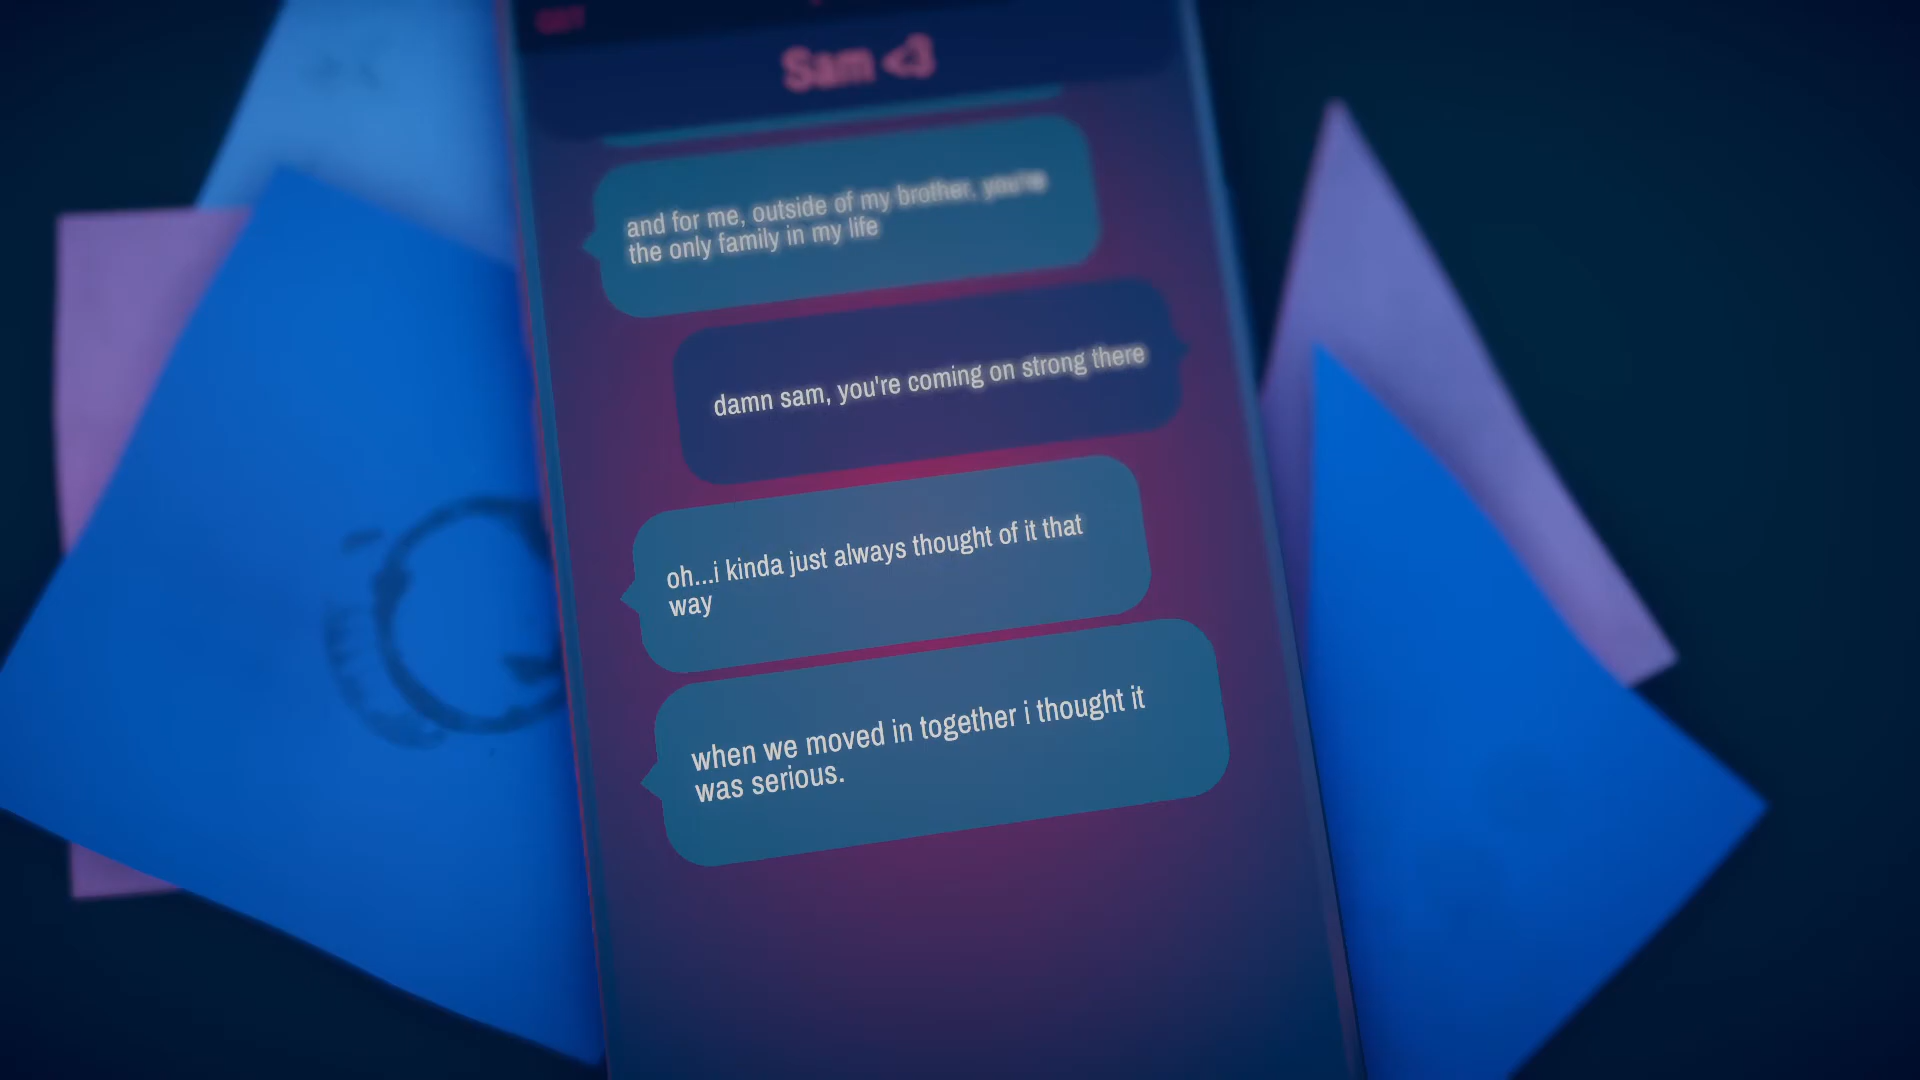 Sam <3
and for me, outside of my brother, you're
the only family in my life
damn sam, you're coming on strong there
oh...i kinda just always thought of it that
way
when we moved in together i thought it
was serious.